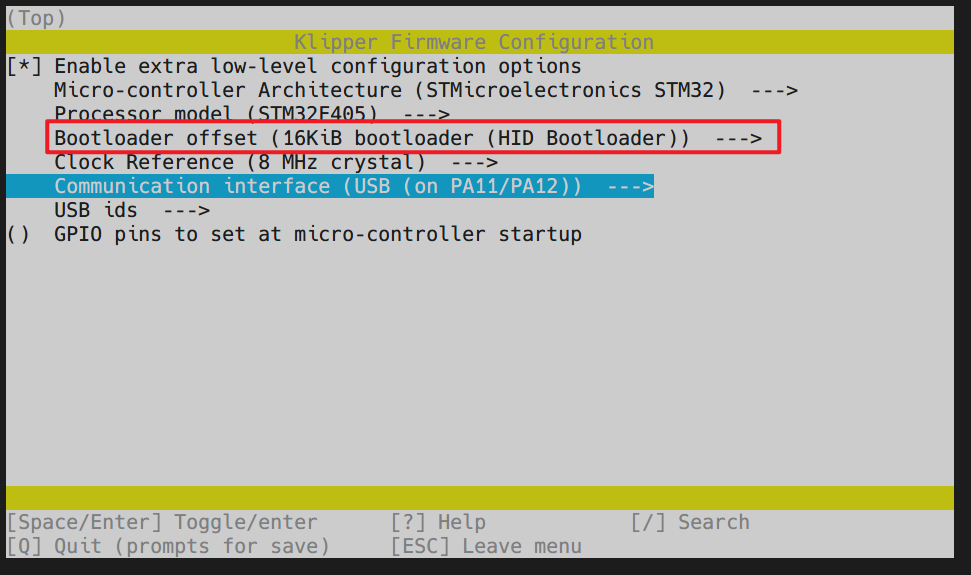 (Top)
Klipper Firmware Configuration
[*] Enable extra low-level configuration options
Micro-controller Architecture (STMicroelectronics STM32)  --->
Processor model (STM32F405)  --->
Bootloader offset (16KiB bootloader (HID Bootloader))  --->
Clock Reference (8 MHz crystal)  --->
Communication interface (USB (on PA11/PA12))  --->
USB ids  --->
()  GPIO pins to set at micro-controller startup
[Space/Enter] Toggle/enter      [?] Help            [/] Search
[Q] Quit (prompts for save)     [ESC] Leave menu